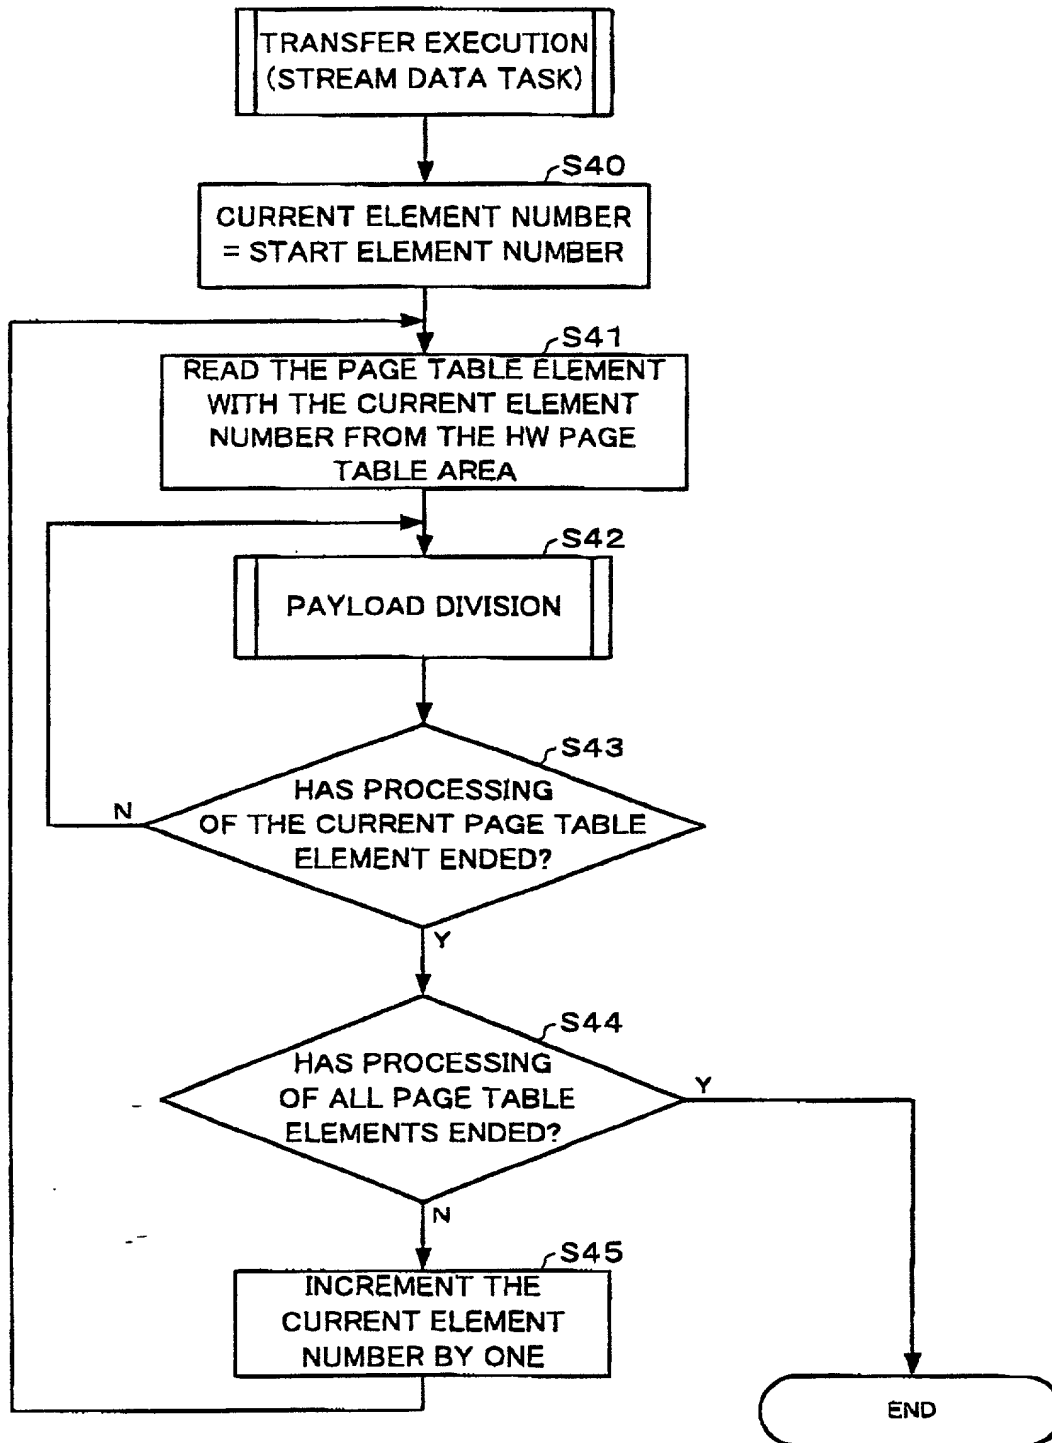 TRANSFER EXECUTION
(STREAM DATA TASK)
S40
CURRENT ELEMENT NUMBER
= START ELEMENT NUMBER
S41
READ THE PAGE TABLE ELEMENT
WITH THE CURRENT ELEMENT
NUMBER FROM THE HW PAGE
TABLE AREA
S42
PAYLOAD DIVISION
S43
HAS PROCESSING
OF THE CURRENT PAGE TABLE
ELEMENT ENDED?
N
Y
S44
HAS PROCESSING
OF ALL PAGE TABLE
ELEMENTS ENDED?
Y
N
S45
INCREMENT THE
CURRENT ELEMENT
NUMBER BY ONE
END